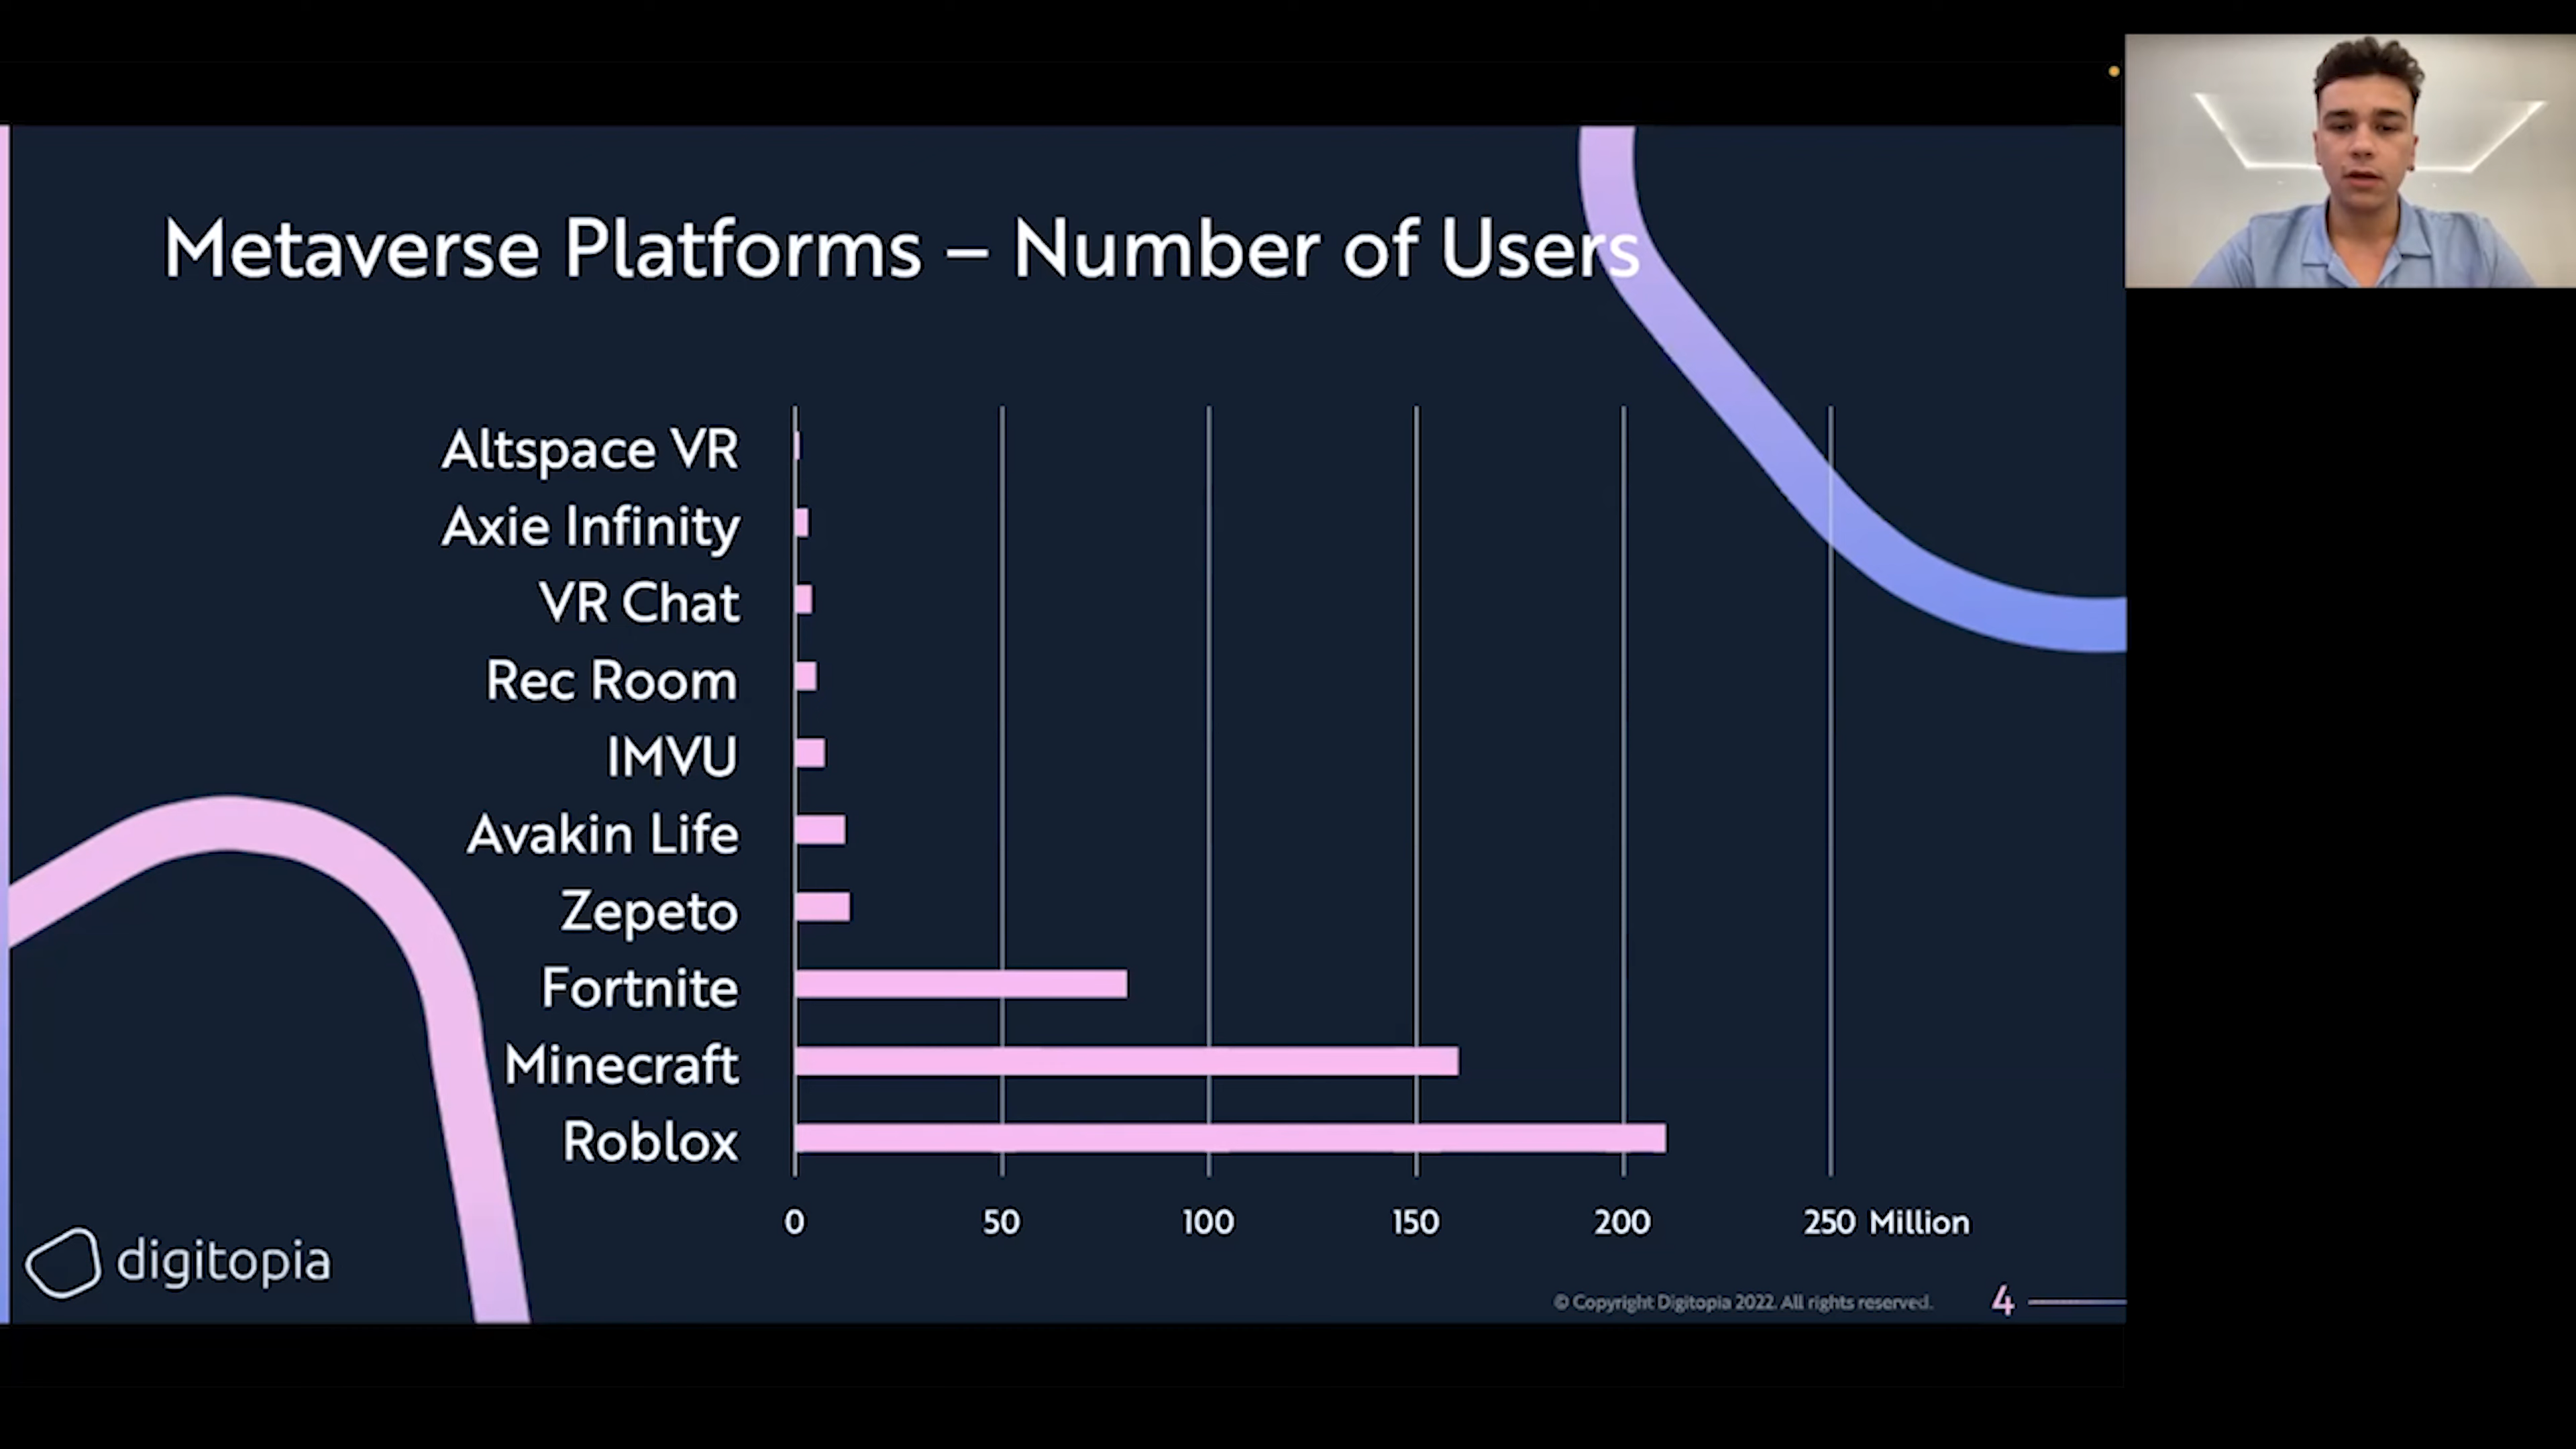 Metaverse Platforms – Number of Users
Altspace VR
Axie Infinity
VR Chat
Rec Room
IMVU
Avakin Life
Zepeto
Fortnite
Minecraft
Roblox
0 50 100 150 200 250 Million
digitopia
© Copyright Digitopia 2022. All rights reserved. 4